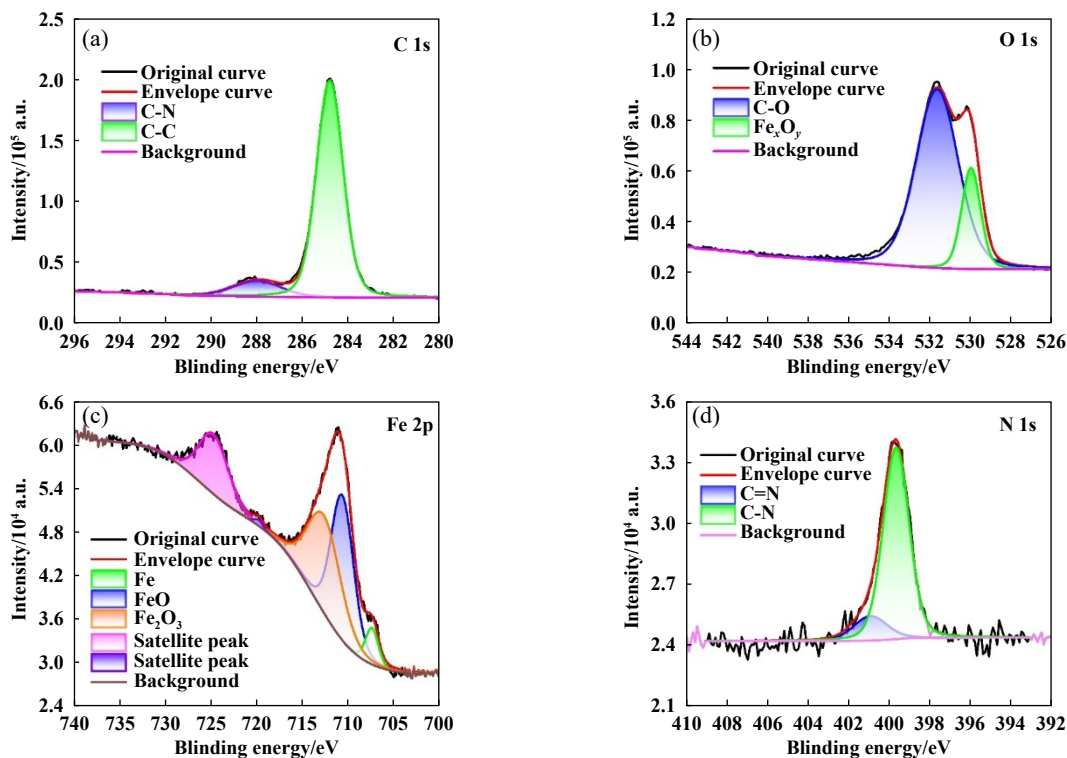 (a)
C 1s
Original curve
Envelope curve
C-N
C-C
Background
Intensity/10⁵ a.u.
2.5
2.0
1.5
1.0
0.5
0.0
296 294 292 290 288 286 284 282 280
Blinding energy/eV
(b)
O 1s
Original curve
Envelope curve
C-O
FeₓOᵧ
Background
Intensity/10⁵ a.u.
1.2
1.0
0.8
0.6
0.4
0.2
0.0
544 542 540 538 536 534 532 530 528 526
Blinding energy/eV
(c)
Fe 2p
Original curve
Envelope curve
Fe
FeO
Fe₂O₃
Satellite peak
Satellite peak
Background
Intensity/10⁴ a.u.
6.6
6.0
5.4
4.8
4.2
3.6
3.0
2.4
740 735 730 725 720 715 710 705 700
Blinding energy/eV
(d)
N 1s
Original curve
Envelope curve
C=N
C-N
Background
Intensity/10⁴ a.u.
3.6
3.3
3.0
2.7
2.4
2.1
410 408 406 404 402 400 398 396 394 392
Blinding energy/eV